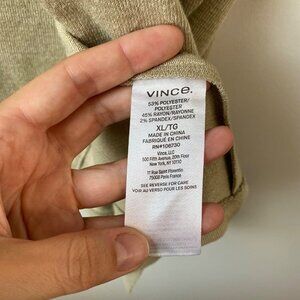 VINCE.
53% POLYESTER/
POLYESTER
45% RAYON/RAYONNE
2% SPANDEX/SPANDEX
XL/TG
MADE IN CHINA
FABRIQUÉ EN CHINE
RN#106730
Vince, LLC
500 Fifth Avenue, 20th Floor
New York, NY 10110
11 Rue Saint Florentin
75008 Paris France
SEE REVERSE FOR CARE
VOIR AU VERSO POUR LES SOINS